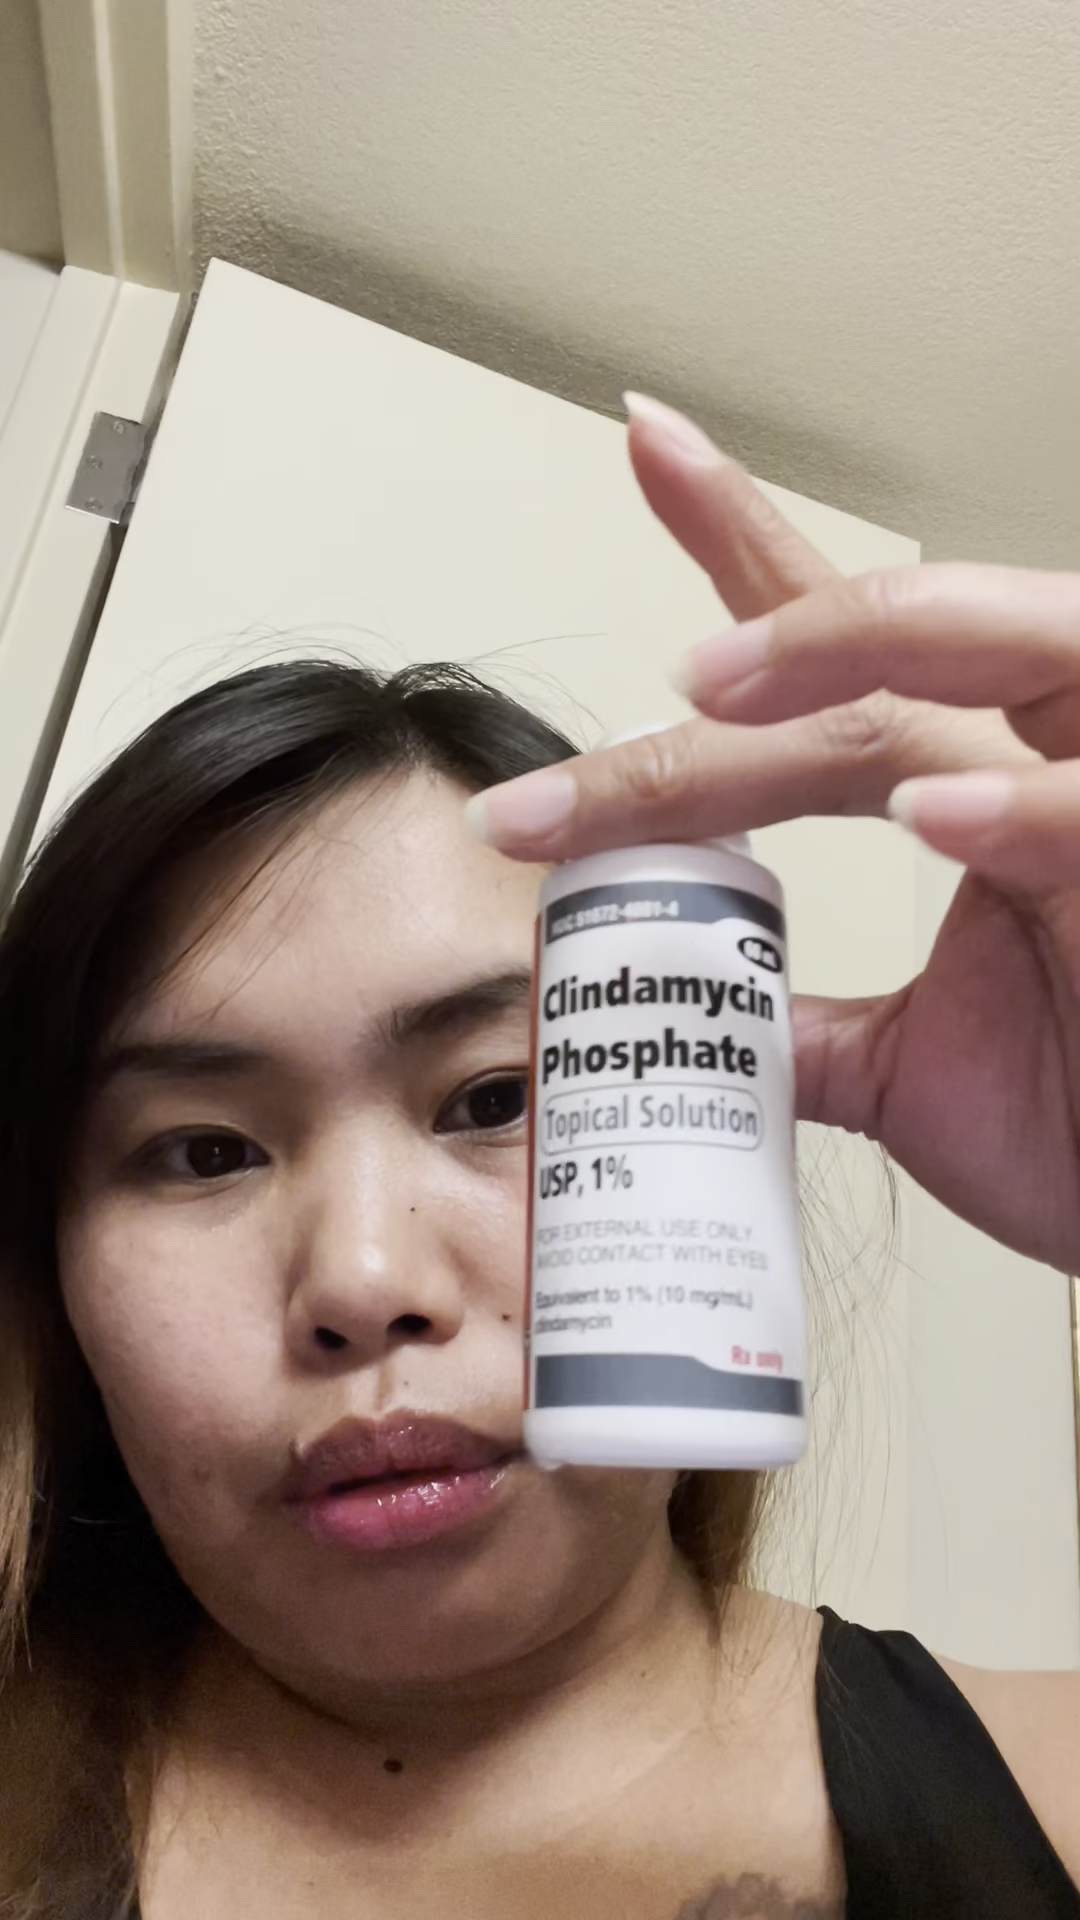 Clindamycin
Phosphate
Topical Solution
USP, 1%
FOR EXTERNAL USE ONLY
AVOID CONTACT WITH EYES
Equivalent to 1% (10 mg/mL)
clindamycin
Rx only